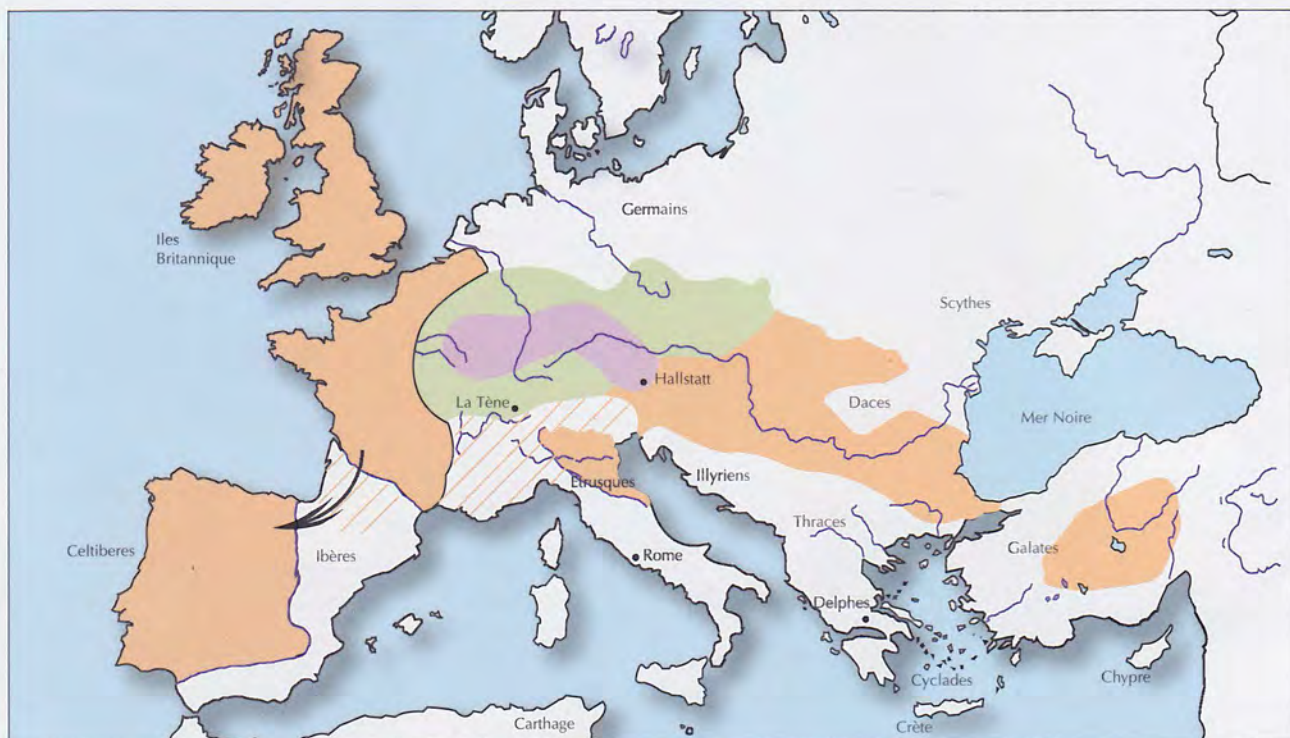 Germains
Iles
Britannique
Scythes
Hallstatt
La Tène
Daces
Mer Noire
Illyriens
Etrusques
Thraces
Celtiberes
Ibères
Rome
Galates
Delphes
Cyclades
Chypre
Carthage
Crète